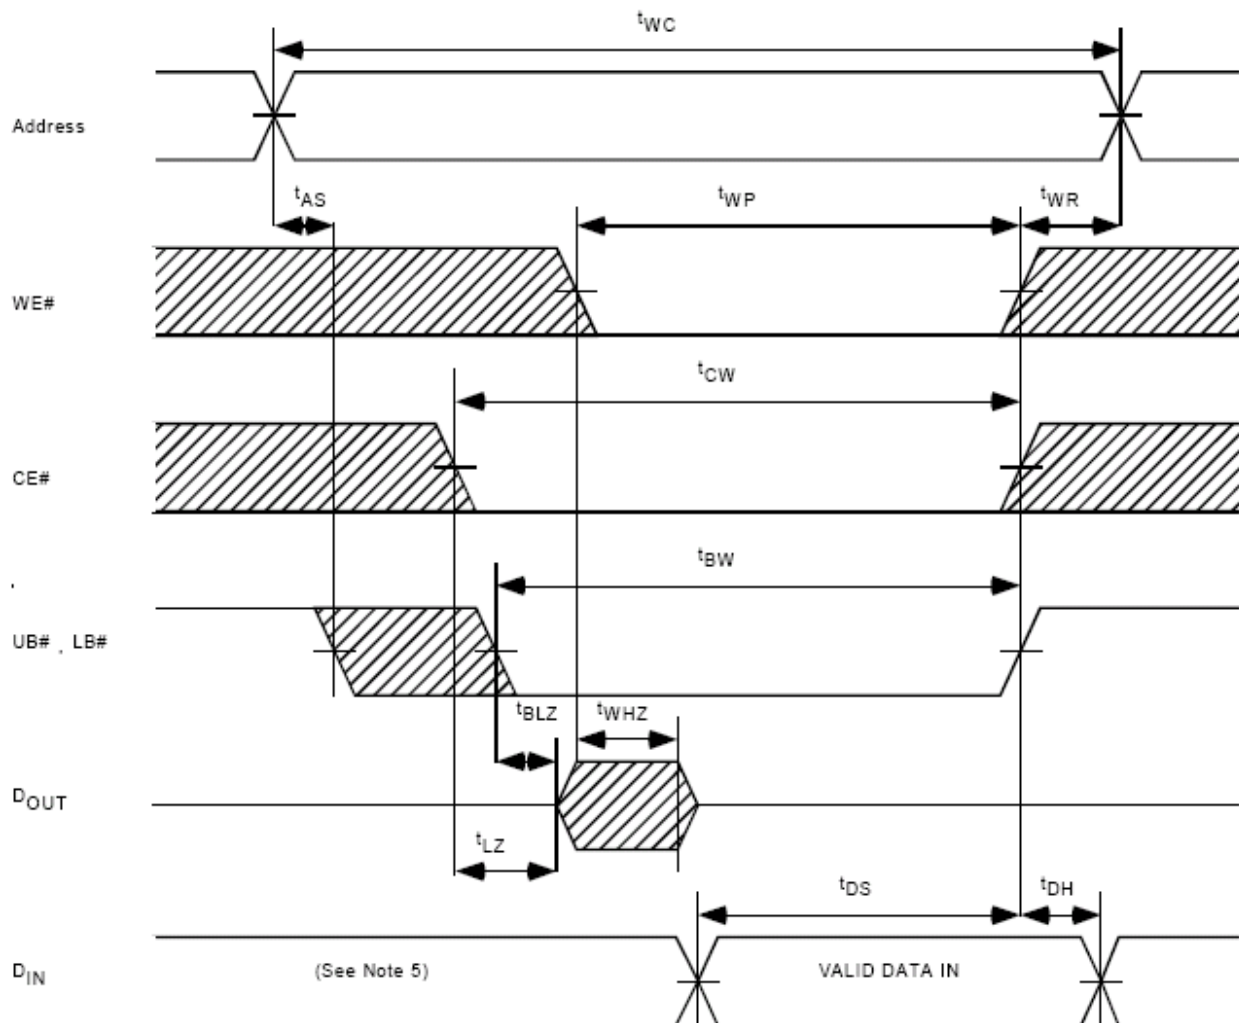 tWC
Address
tAS
tWP
tWR
WE#
tCW
CE#
tBW
UB# , LB#
tBLZ
tWHZ
DOUT
tLZ
tDS
tDH
DIN
(See Note 5)
VALID DATA IN